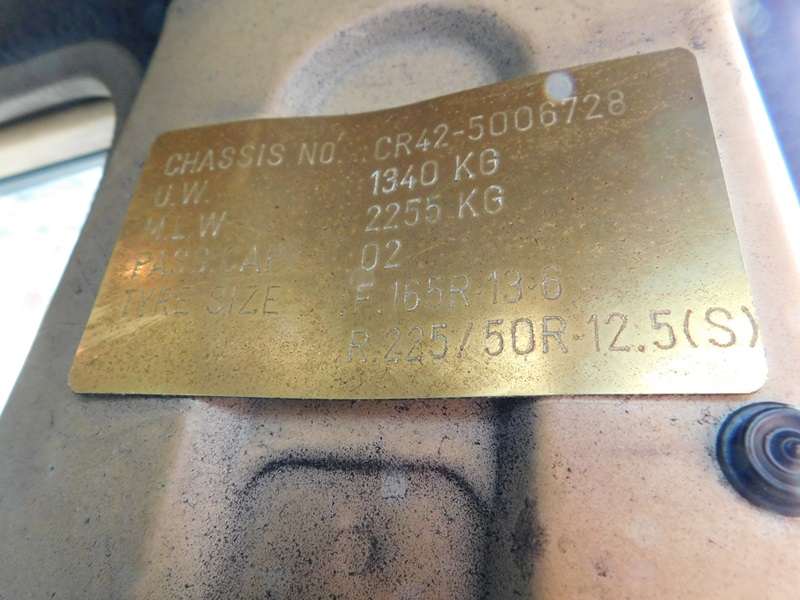 CHASSIS NO. CR42-5006728
U.W. 1340 KG
M.L.W 2255 KG
PASS.CAP. 02
TYRE SIZE F.165R-13-6
R.225/50R-12.5(S)